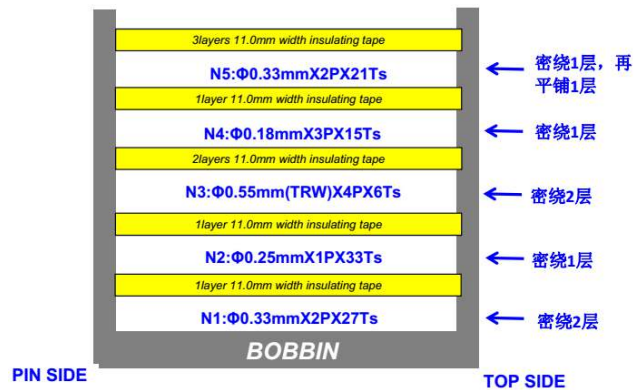 3layers 11.0mm width insulating tape
N5:Φ0.33mmX2PX21Ts
密绕1层，再
平铺1层
1layer 11.0mm width insulating tape
N4:Φ0.18mmX3PX15Ts
密绕1层
2layers 11.0mm width insulating tape
N3:Φ0.55mm(TRW)X4PX6Ts
密绕2层
1layer 11.0mm width insulating tape
N2:Φ0.25mmX1PX33Ts
密绕1层
1layer 11.0mm width insulating tape
N1:Φ0.33mmX2PX27Ts
密绕2层
BOBBIN
PIN SIDE
TOP SIDE